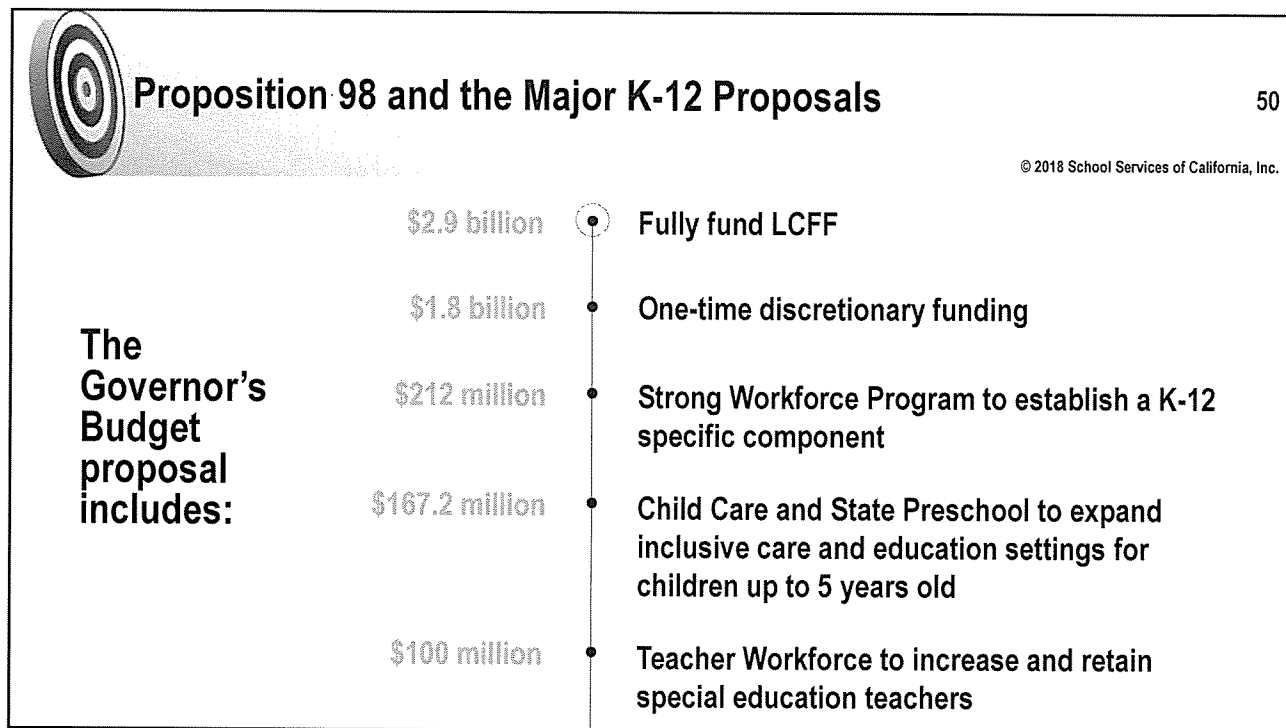 Proposition 98 and the Major K-12 Proposals
50
© 2018 School Services of California, Inc.
The
Governor's
Budget
proposal
includes:
$2.9 billion
Fully fund LCFF
$1.8 billion
One-time discretionary funding
$212 million
Strong Workforce Program to establish a K-12
specific component
$167.2 million
Child Care and State Preschool to expand
inclusive care and education settings for
children up to 5 years old
$100 million
Teacher Workforce to increase and retain
special education teachers